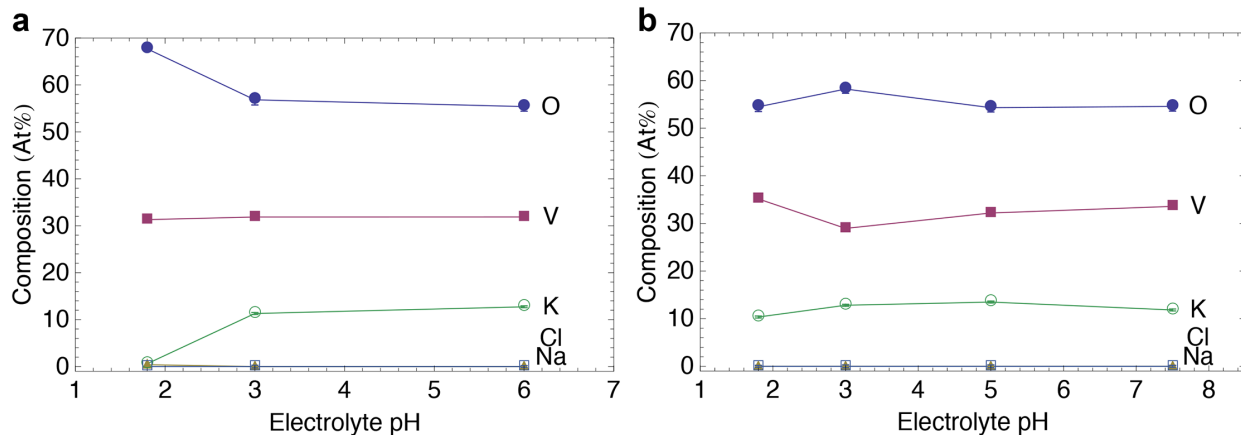 a
70
60
50
40
30
20
10
0
Composition (At%)
O
V
K
Cl
Na
1 2 3 4 5 6 7
Electrolyte pH
b
70
60
50
40
30
20
10
0
Composition (At%)
O
V
K
Cl
Na
1 2 3 4 5 6 7 8
Electrolyte pH